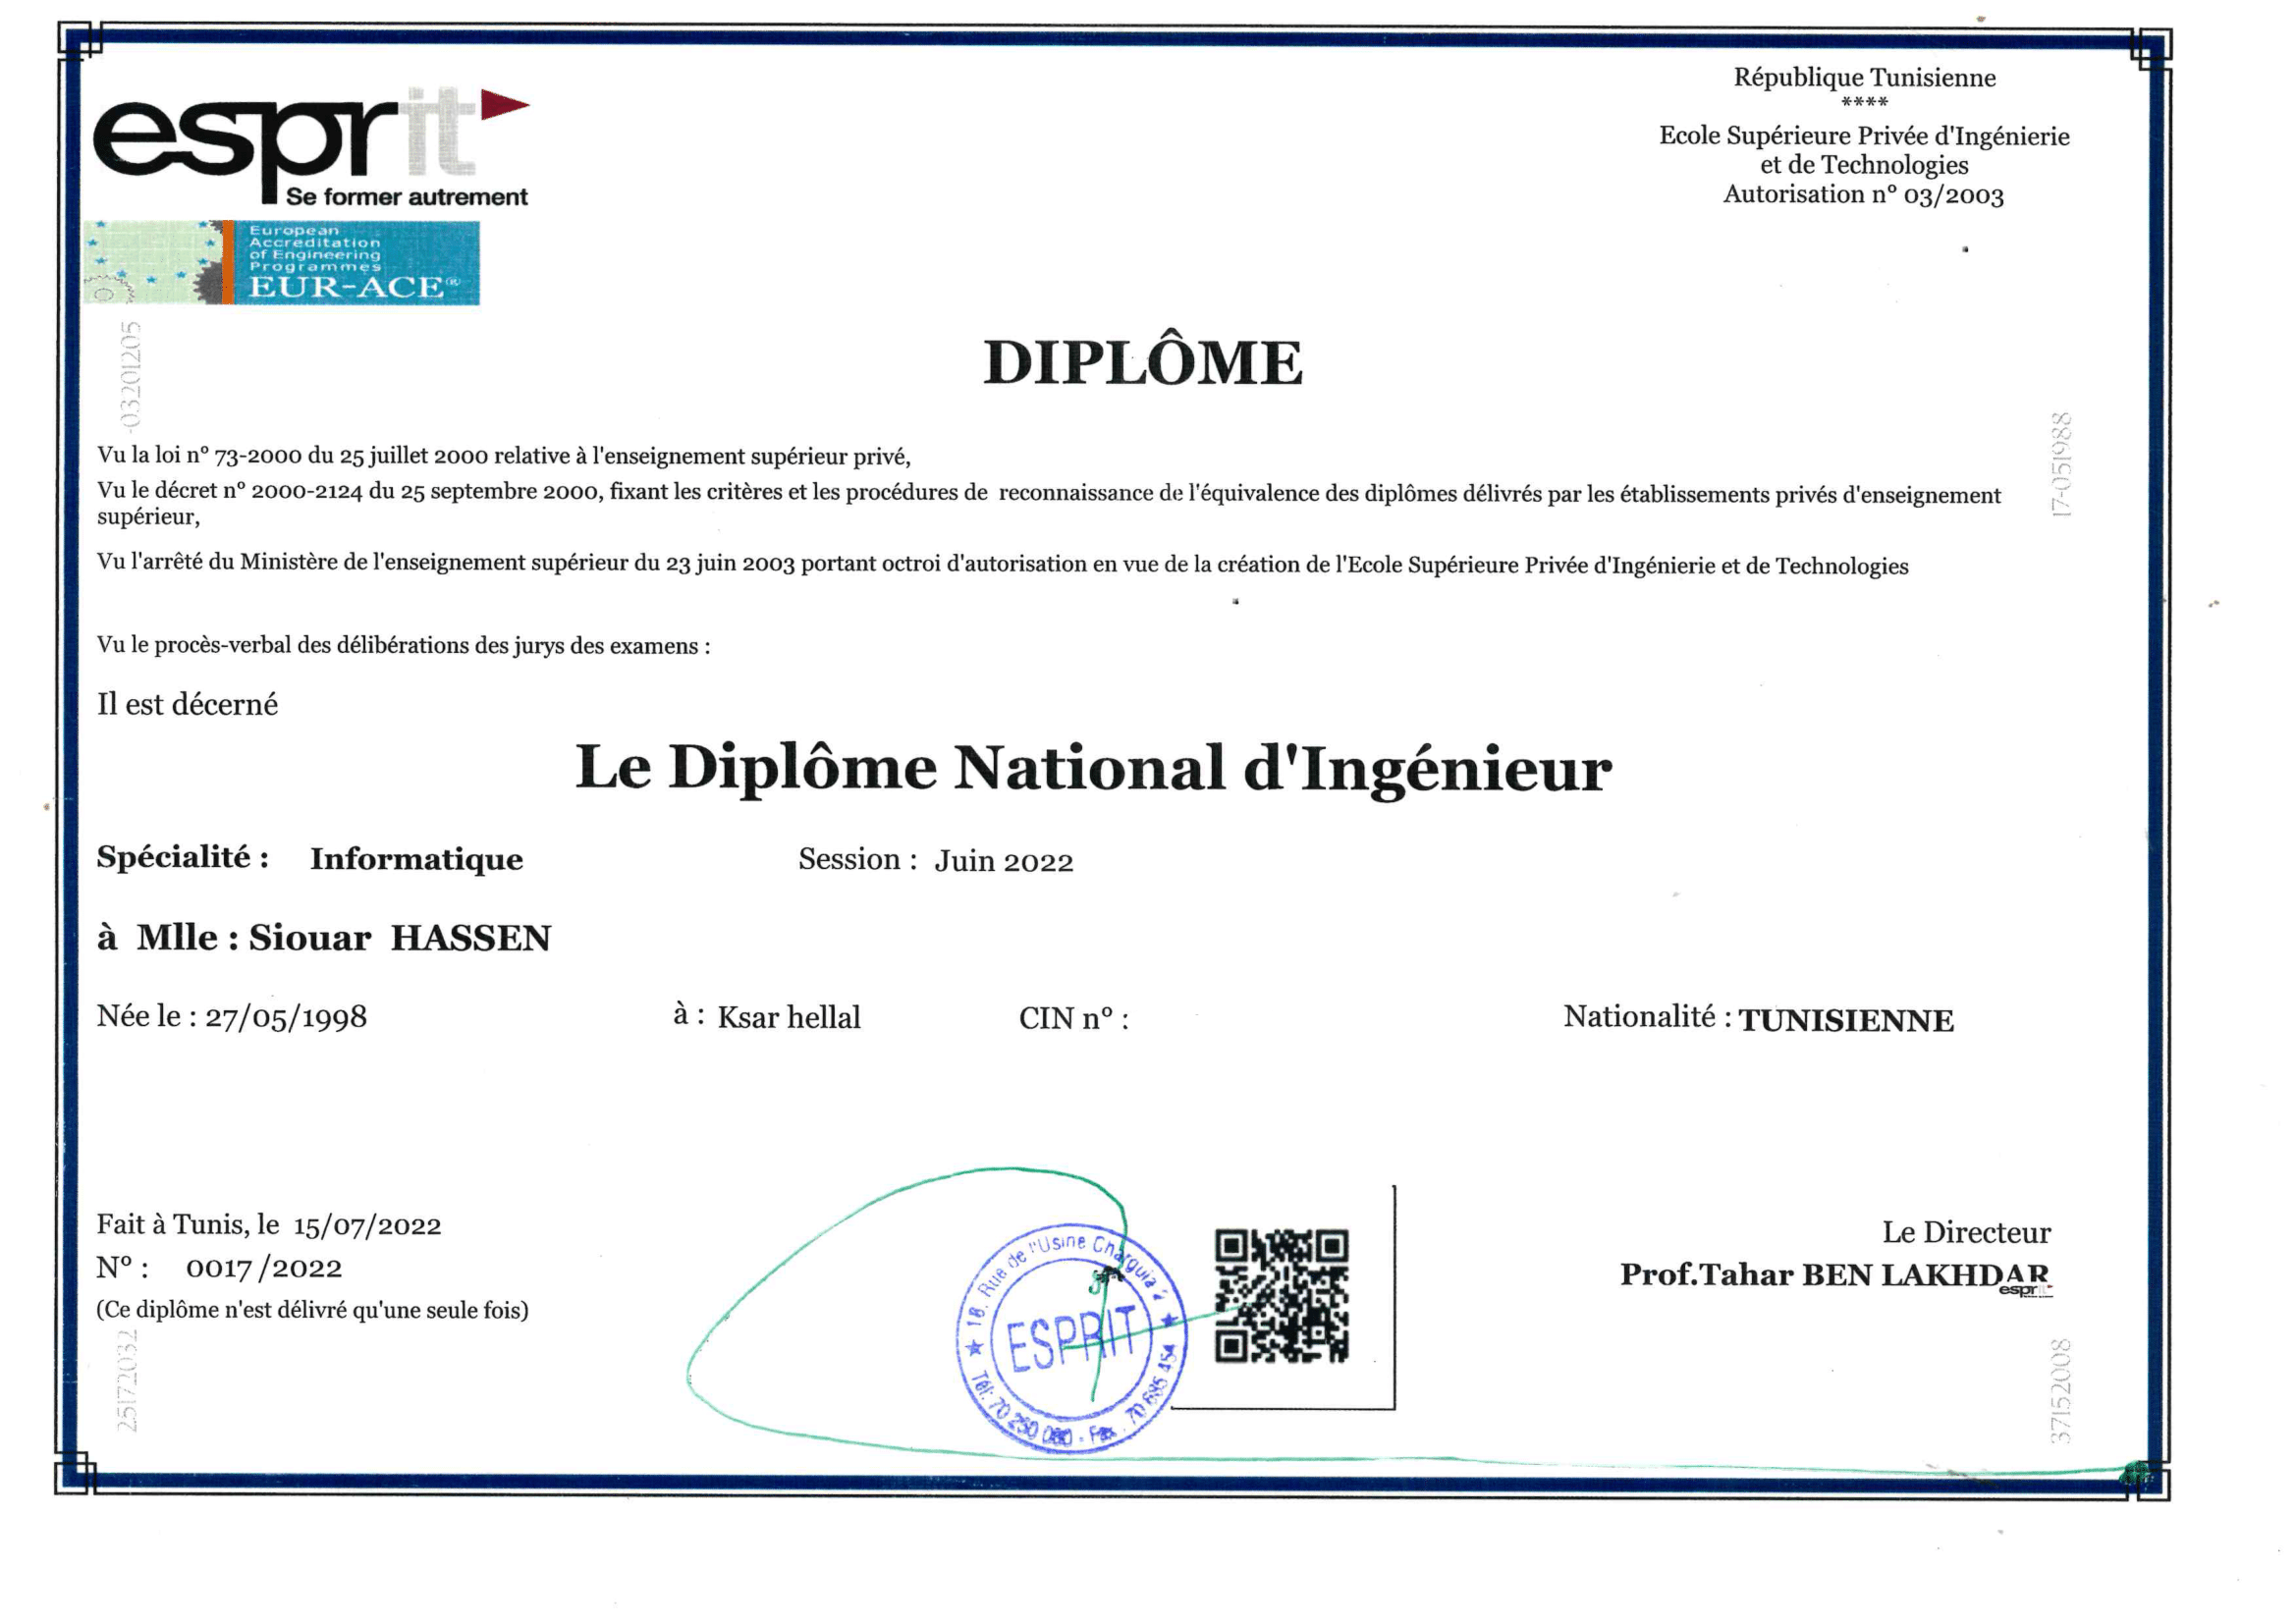 esprit
Se former autrement
European
Accreditation
of Engineering
Programmes
EUR-ACE®
République Tunisienne
****
Ecole Supérieure Privée d'Ingénierie
et de Technologies
Autorisation n° 03/2003
-03201205
17-051988
DIPLÔME
Vu la loi n° 73-2000 du 25 juillet 2000 relative à l'enseignement supérieur privé,
Vu le décret n° 2000-2124 du 25 septembre 2000, fixant les critères et les procédures de reconnaissance de l'équivalence des diplômes délivrés par les établissements privés d'enseignement
supérieur,
Vu l'arrêté du Ministère de l'enseignement supérieur du 23 juin 2003 portant octroi d'autorisation en vue de la création de l'Ecole Supérieure Privée d'Ingénierie et de Technologies
Vu le procès-verbal des délibérations des jurys des examens :
Il est décerné
Le Diplôme National d'Ingénieur
Spécialité : Informatique Session : Juin 2022
à Mlle : Siouar HASSEN
Née le : 27/05/1998 à : Ksar hellal CIN n° : Nationalité : TUNISIENNE
Fait à Tunis, le 15/07/2022
N° : 0017/2022
(Ce diplôme n'est délivré qu'une seule fois)
25172032
18, Rue de l'Usine Charguia 2
ESPRIT
Tél: 70 250 000 - Fax : 70 685 454
Le Directeur
Prof.Tahar BEN LAKHDAR
esprit
37152008